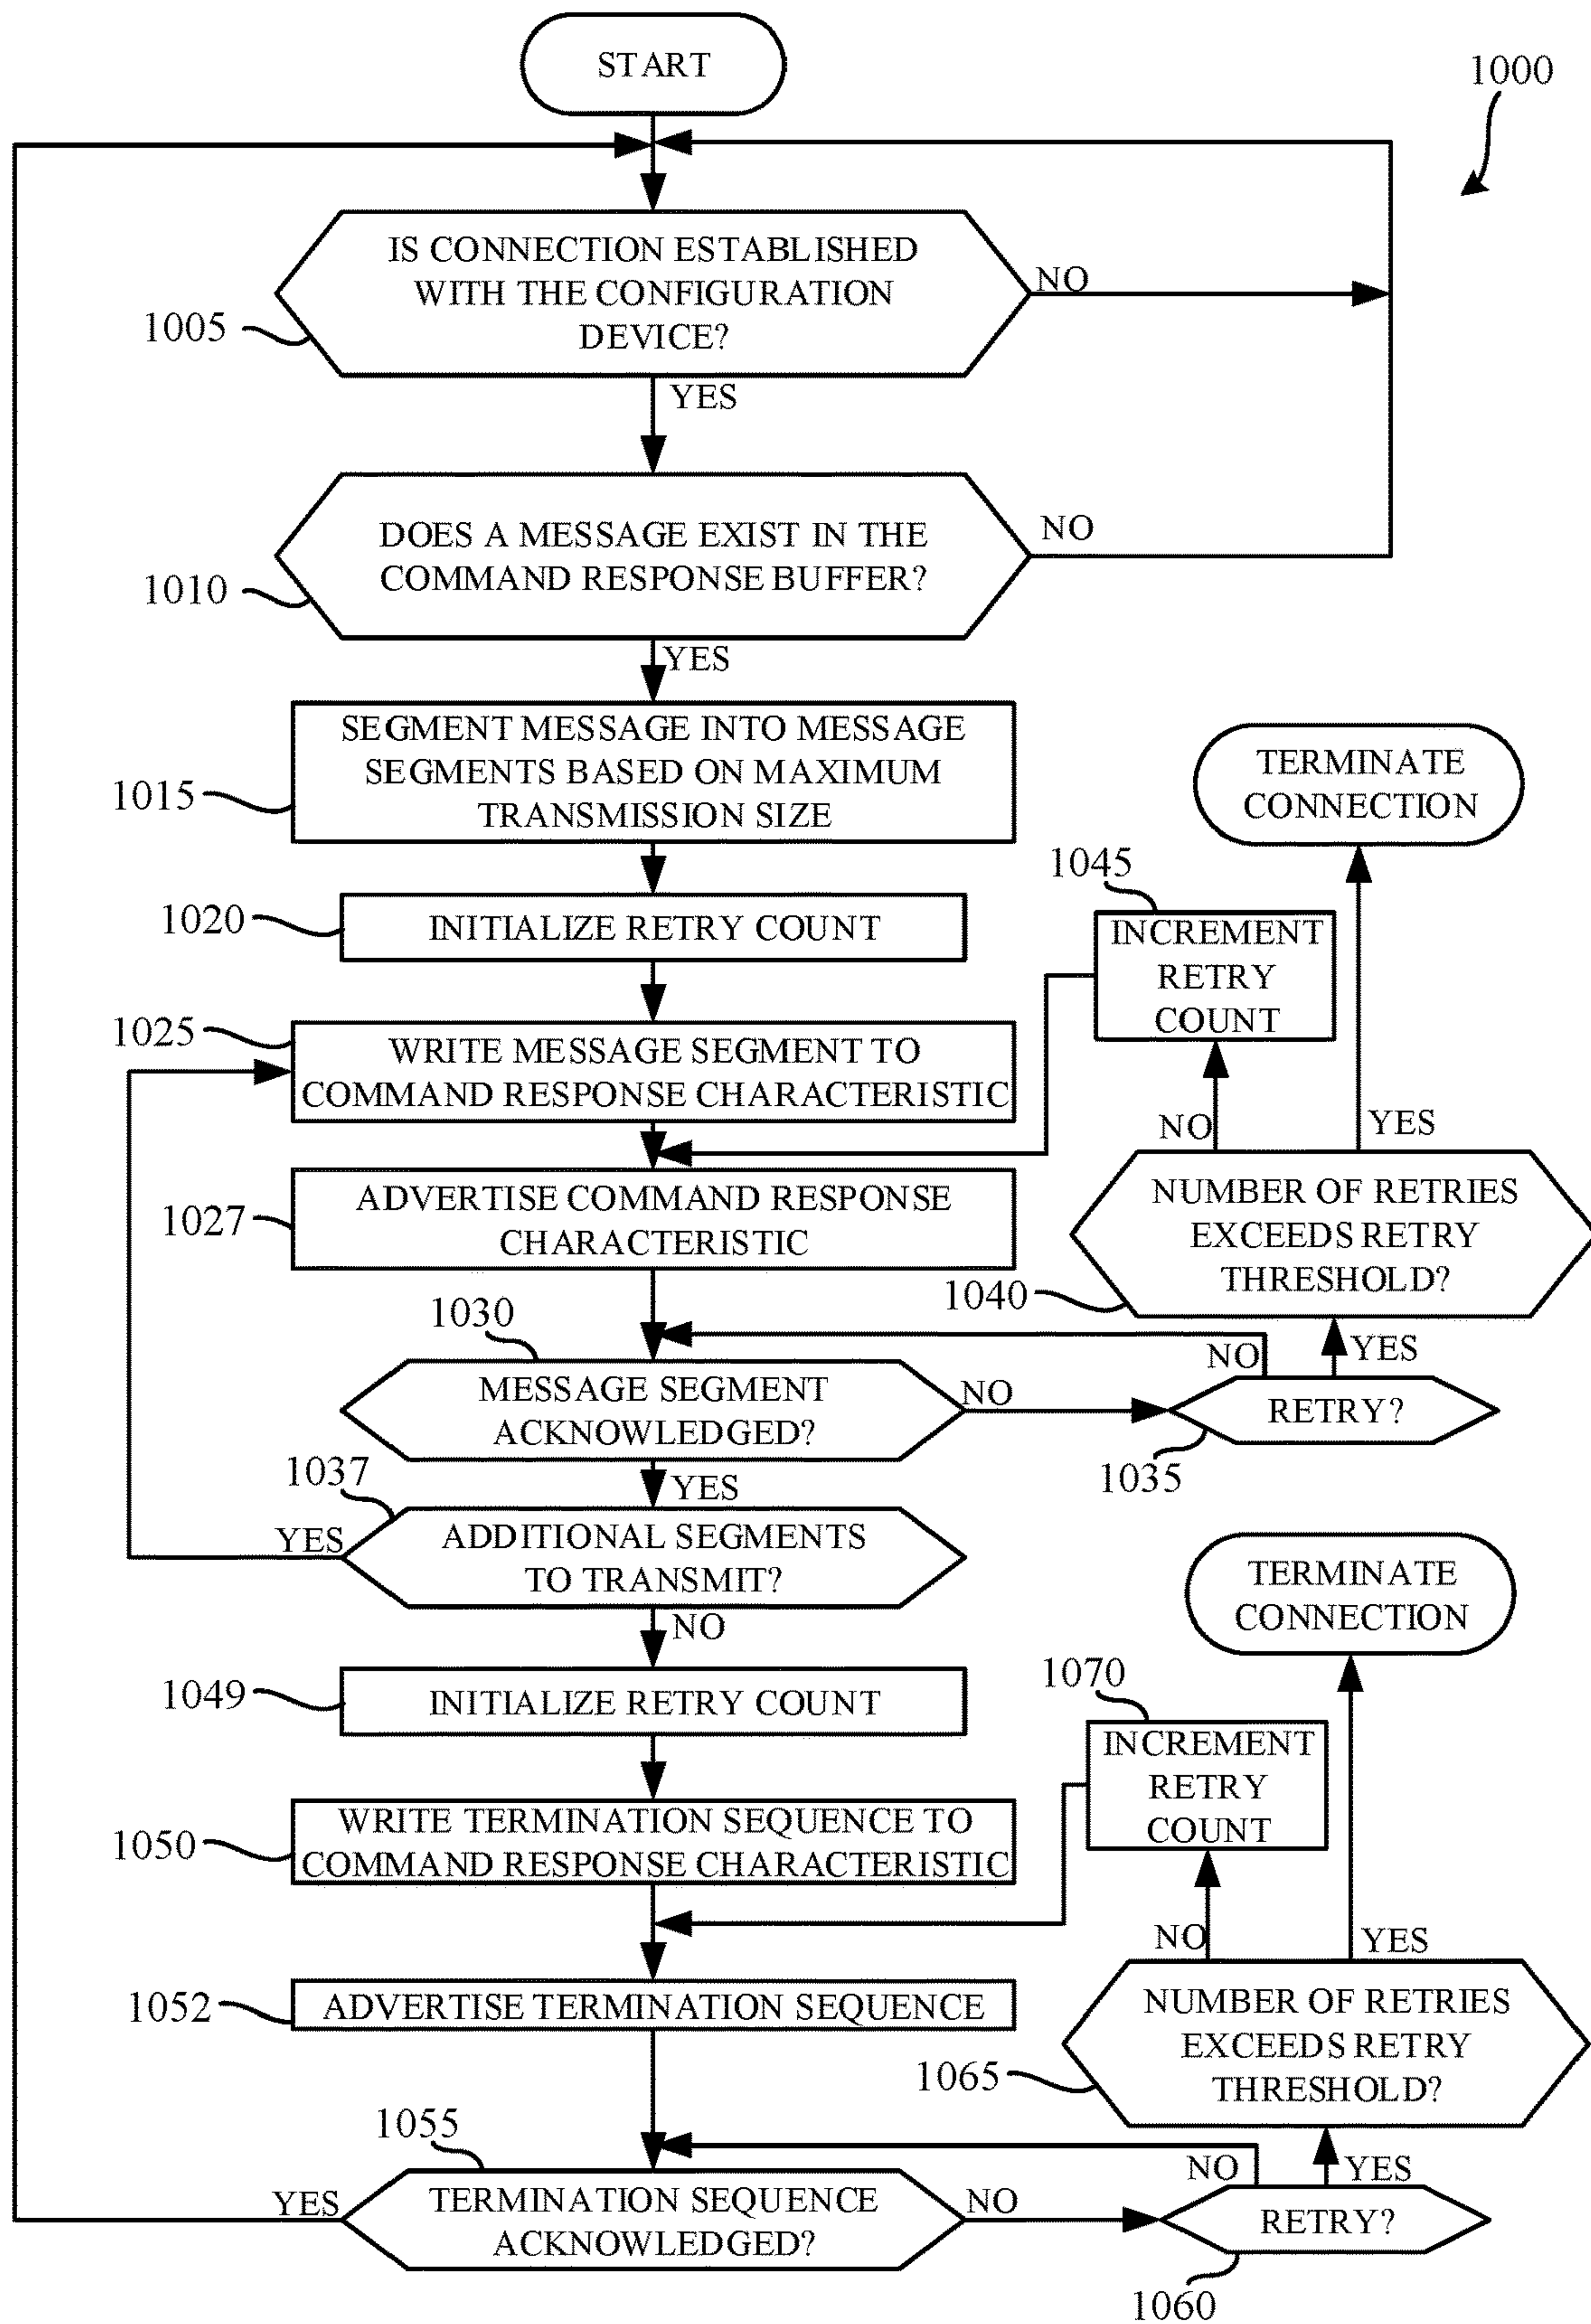 START
1000
IS CONNECTION ESTABLISHED
WITH THE CONFIGURATION
DEVICE?
NO
1005
YES
DOES A MESSAGE EXIST IN THE
COMMAND RESPONSE BUFFER?
NO
1010
YES
SEGMENT MESSAGE INTO MESSAGE
SEGMENTS BASED ON MAXIMUM
TRANSMISSION SIZE
1015
TERMINATE
CONNECTION
1045
1020
INITIALIZE RETRY COUNT
INCREMENT
RETRY
COUNT
1025
WRITE MESSAGE SEGMENT TO
COMMAND RESPONSE CHARACTERISTIC
NO
YES
1027
ADVERTISE COMMAND RESPONSE
CHARACTERISTIC
NUMBER OF RETRIES
EXCEEDS RETRY
THRESHOLD?
1040
1030
NO
YES
MESSAGE SEGMENT
ACKNOWLEDGED?
NO
RETRY?
1035
1037
YES
YES
ADDITIONAL SEGMENTS
TO TRANSMIT?
NO
TERMINATE
CONNECTION
1049
INITIALIZE RETRY COUNT
1070
INCREMENT
RETRY
COUNT
1050
WRITE TERMINATION SEQUENCE TO
COMMAND RESPONSE CHARACTERISTIC
NO
YES
1052
ADVERTISE TERMINATION SEQUENCE
NUMBER OF RETRIES
EXCEEDS RETRY
THRESHOLD?
1065
1055
NO
YES
YES
TERMINATION SEQUENCE
ACKNOWLEDGED?
NO
RETRY?
1060